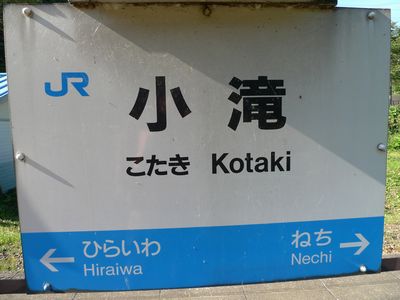 JR
小滝
こたき Kotaki
ひらいわ ねち
← Hiraiwa Nechi →